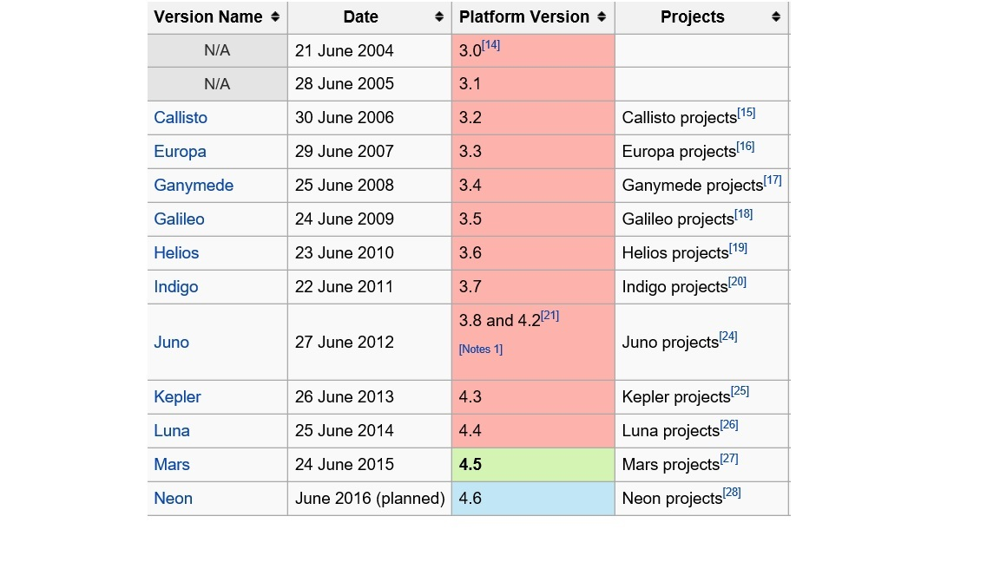 Version Name Date Platform Version Projects
N/A 21 June 2004 3.0[14]
N/A 28 June 2005 3.1
Callisto 30 June 2006 3.2 Callisto projects[15]
Europa 29 June 2007 3.3 Europa projects[16]
Ganymede 25 June 2008 3.4 Ganymede projects[17]
Galileo 24 June 2009 3.5 Galileo projects[18]
Helios 23 June 2010 3.6 Helios projects[19]
Indigo 22 June 2011 3.7 Indigo projects[20]
Juno 27 June 2012 3.8 and 4.2[21] Juno projects[24]
[Notes 1]
Kepler 26 June 2013 4.3 Kepler projects[25]
Luna 25 June 2014 4.4 Luna projects[26]
Mars 24 June 2015 4.5 Mars projects[27]
Neon June 2016 (planned) 4.6 Neon projects[28]